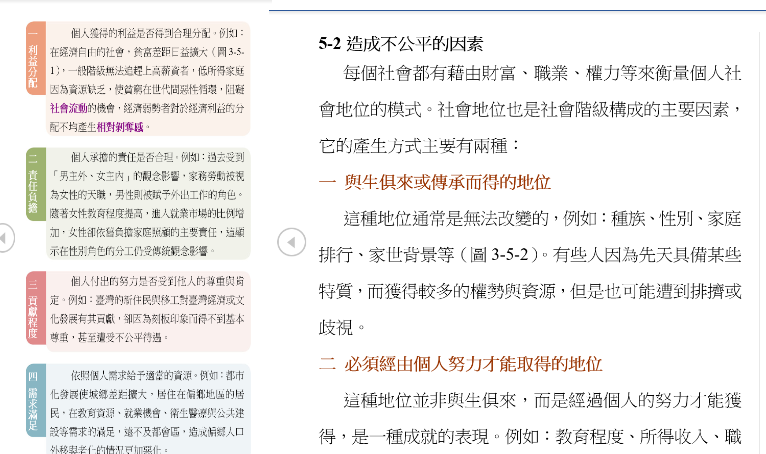 一 利益分配
個人獲得的利益是否得到合理分配。例如：
在經濟自由的社會，貧富差距日益擴大（圖3-5-
1），一般階級無法追趕上高薪資者，低所得家庭
因為資源缺乏，使貧窮在世代間惡性循環，阻礙
社會流動的機會，經濟弱勢者對於經濟利益的分
配不均產生相對剝奪感。
二 責任負擔
個人承擔的責任是否合理。例如：過去受到
「男主外、女主內」的觀念影響，家務勞動被視
為女性的天職，男性則被賦予外出工作的角色。
隨著女性教育程度提高，進入就業市場的比例增
加，女性卻依舊負擔家庭照顧的主要責任，這顯
示在性別角色的分工仍受傳統觀念影響。
三 貢獻程度
個人付出的努力是否受到他人的尊重與肯
定。例如：臺灣的新住民與移工對臺灣經濟或文
化發展有其貢獻，卻因為刻板印象而得不到基本
尊重，甚至遭受不公平待遇。
四 需求滿足
依照個人需求給予適當的資源。例如：都市
化發展使城鄉差距擴大，居住在偏鄉地區的居
民，在教育資源、就業機會、衛生醫療與公共建
設等需求的滿足，遠不及都會區，造成偏鄉人口
外移與老化的情況更加惡化。
5-2 造成不公平的因素
每個社會都有藉由財富、職業、權力等來衡量個人社
會地位的模式。社會地位也是社會階級構成的主要因素，
它的產生方式主要有兩種：
一 與生俱來或傳承而得的地位
這種地位通常是無法改變的，例如：種族、性別、家庭
排行、家世背景等（圖 3-5-2）。有些人因為先天具備某些
特質，而獲得較多的權勢與資源，但是也可能遭到排擠或
歧視。
二 必須經由個人努力才能取得的地位
這種地位並非與生俱來，而是經過個人的努力才能獲
得，是一種成就的表現。例如：教育程度、所得收入、職